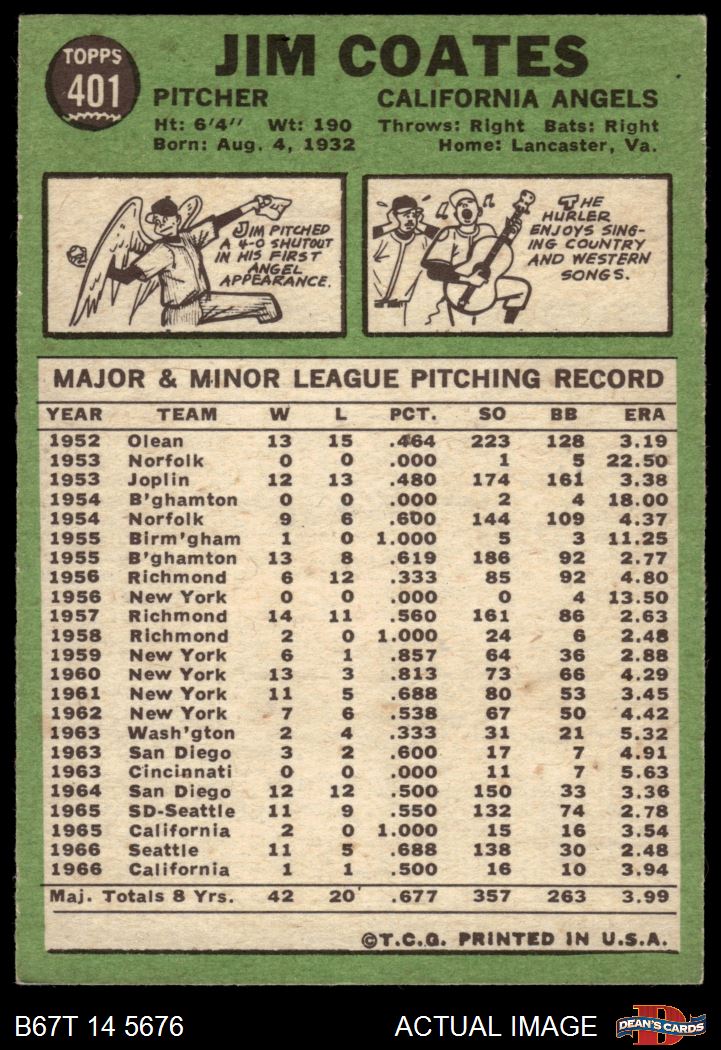 TOPPS
401
JIM COATES
PITCHER CALIFORNIA ANGELS
Ht: 6'4" Wt: 190 Throws: Right Bats: Right
Born: Aug. 4, 1932 Home: Lancaster, Va.
JIM PITCHED
A 4-0 SHUTOUT
IN HIS FIRST
ANGEL
APPEARANCE.
THE
HURLER
ENJOYS SING-
ING COUNTRY
AND WESTERN
SONGS.
MAJOR & MINOR LEAGUE PITCHING RECORD
YEAR TEAM W L PCT. SO BB ERA
1952 Olean 13 15 .464 223 128 3.19
1953 Norfolk 0 0 .000 1 5 22.50
1953 Joplin 12 13 .480 174 161 3.38
1954 B'ghamton 0 0 .000 2 4 18.00
1954 Norfolk 9 6 .600 144 109 4.37
1955 Birm'gham 1 0 1.000 5 3 11.25
1955 B'ghamton 13 8 .619 186 92 2.77
1956 Richmond 6 12 .333 85 92 4.80
1956 New York 0 0 .000 0 4 13.50
1957 Richmond 14 11 .560 161 86 2.63
1958 Richmond 2 0 1.000 24 6 2.48
1959 New York 6 1 .857 64 36 2.88
1960 New York 13 3 .813 73 66 4.29
1961 New York 11 5 .688 80 53 3.45
1962 New York 7 6 .538 67 50 4.42
1963 Wash'gton 2 4 .333 31 21 5.32
1963 San Diego 3 2 .600 17 7 4.91
1963 Cincinnati 0 0 .000 11 7 5.63
1964 San Diego 12 12 .500 150 33 3.36
1965 SD-Seattle 11 9 .550 132 74 2.78
1965 California 2 0 1.000 15 16 3.54
1966 Seattle 11 5 .688 138 30 2.48
1966 California 1 1 .500 16 10 3.94
Maj. Totals 8 Yrs. 42 20 .677 357 263 3.99
©T.C.G. PRINTED IN U.S.A.
B67T 14 5676 ACTUAL IMAGE DEAN'S CARDS